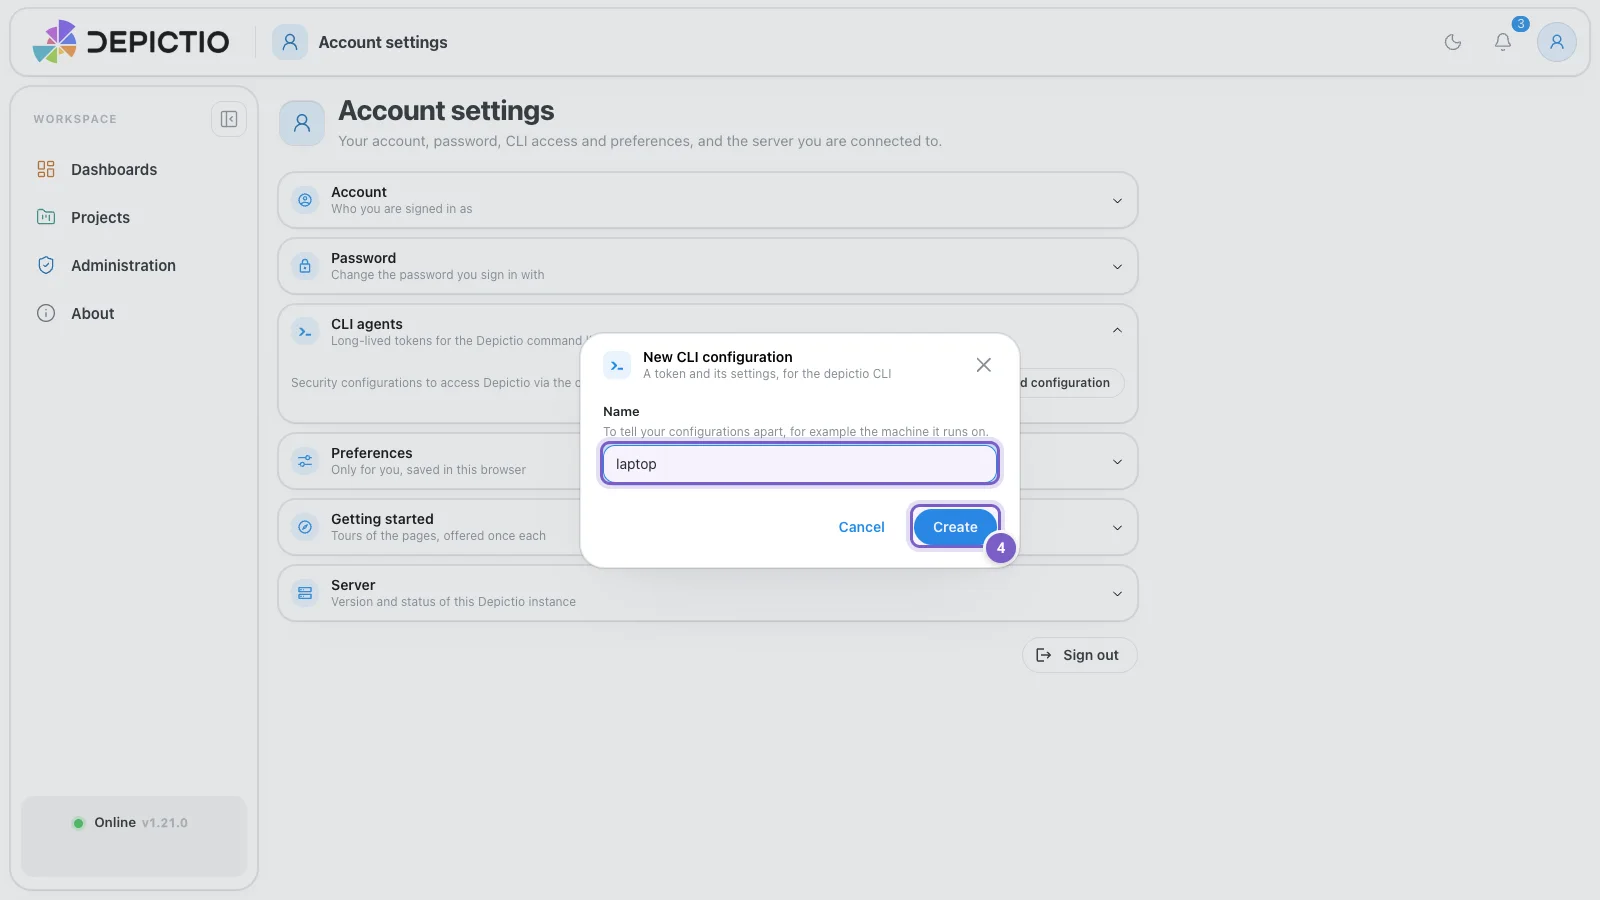 DEPICTIO
Account settings
3
WORKSPACE
Dashboards
Projects
Administration
About
Online v1.21.0
Account settings
Your account, password, CLI access and preferences, and the server you are connected to.
Account
Who you are signed in as
Password
Change the password you sign in with
CLI agents
Long-lived tokens for the Depictio command
Security configurations to access Depictio via the
d configuration
Preferences
Only for you, saved in this browser
Getting started
Tours of the pages, offered once each
Server
Version and status of this Depictio instance
Sign out
New CLI configuration
A token and its settings, for the depictio CLI
Name
To tell your configurations apart, for example the machine it runs on.
laptop
Cancel
Create
4